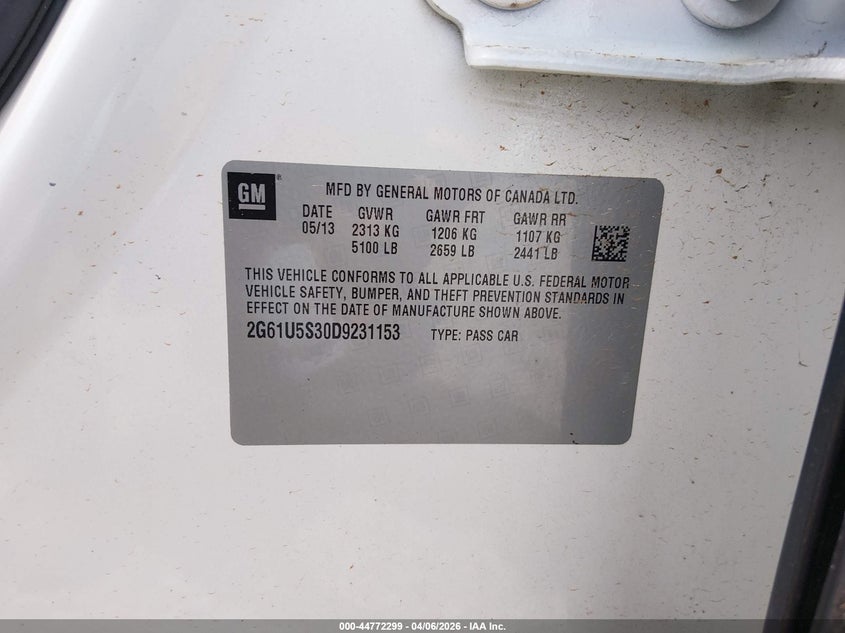 GM
MFD BY GENERAL MOTORS OF CANADA LTD.
DATE GVWR GAWR FRT GAWR RR
05/13 2313 KG 1206 KG 1107 KG
5100 LB 2659 LB 2441 LB
THIS VEHICLE CONFORMS TO ALL APPLICABLE U.S. FEDERAL MOTOR
VEHICLE SAFETY, BUMPER, AND THEFT PREVENTION STANDARDS IN
EFFECT ON THE DATE OF MANUFACTURE SHOWN ABOVE.
2G61U5S30D9231153 TYPE: PASS CAR
000-44772299 - 04/06/2026 - IAA Inc.